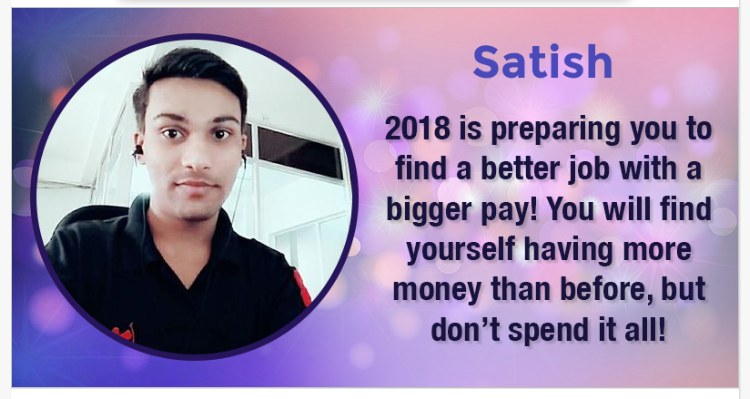 Satish
2018 is preparing you to
find a better job with a
bigger pay! You will find
yourself having more
money than before, but
don’t spend it all!